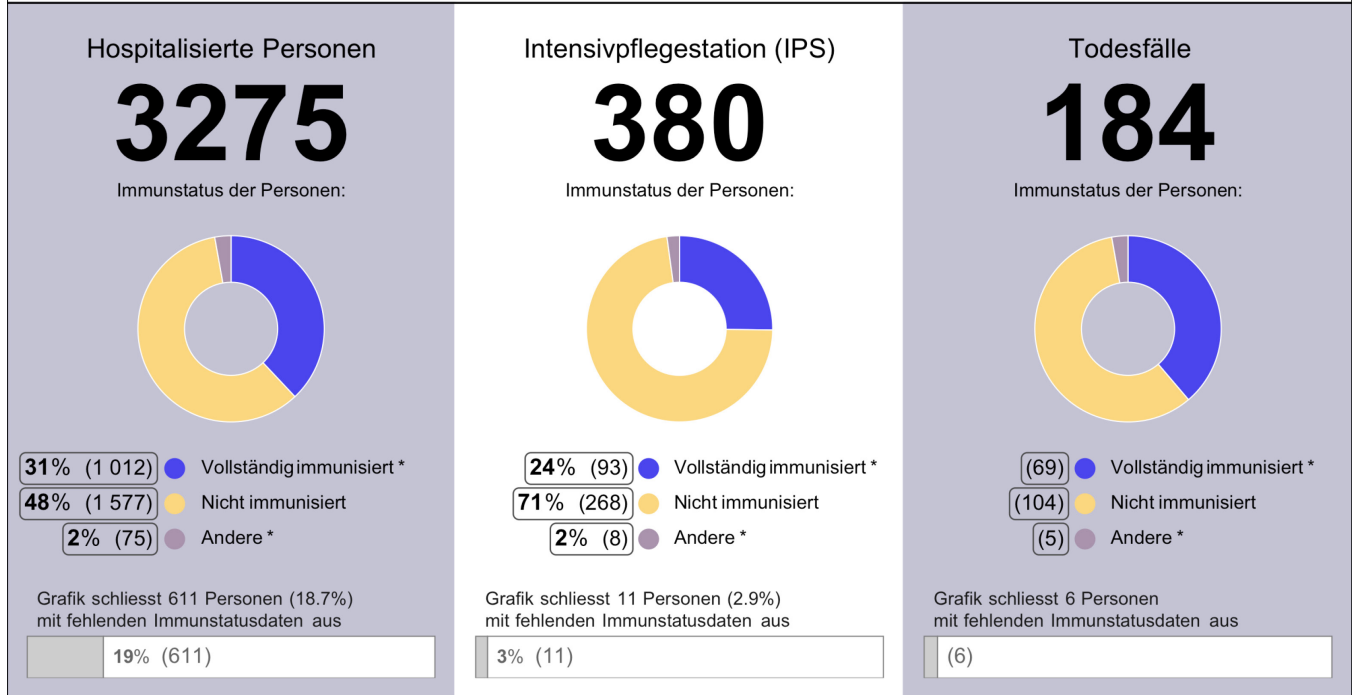 Hospitalisierte Personen
3275
Immunstatus der Personen:
31% (1 012) Vollständig immunisiert *
48% (1 577) Nicht immunisiert
2% (75) Andere *
Grafik schliesst 611 Personen (18.7%)
mit fehlenden Immunstatusdaten aus
19% (611)
Intensivpflegestation (IPS)
380
Immunstatus der Personen:
24% (93) Vollständig immunisiert *
71% (268) Nicht immunisiert
2% (8) Andere *
Grafik schliesst 11 Personen (2.9%)
mit fehlenden Immunstatusdaten aus
3% (11)
Todesfälle
184
Immunstatus der Personen:
(69) Vollständig immunisiert *
(104) Nicht immunisiert
(5) Andere *
Grafik schliesst 6 Personen
mit fehlenden Immunstatusdaten aus
(6)